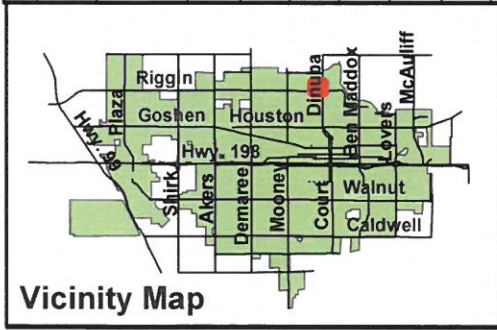 Riggin
Dinuba
Ben Maddox
McAuliff
Plaza
Goshen
Houston
Lovers
Hwy. 99
Hwy. 198
Shirk
Akers
Demaree
Mooney
Court
Walnut
Caldwell
Vicinity Map